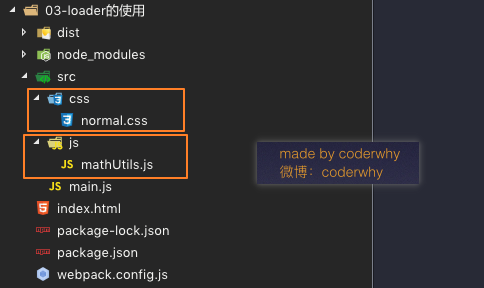 03-loader的使用
dist
node_modules
src
css
normal.css
js
JS mathUtils.js
JS main.js
index.html
package-lock.json
package.json
webpack.config.js
made by coderwhy
微博：coderwhy